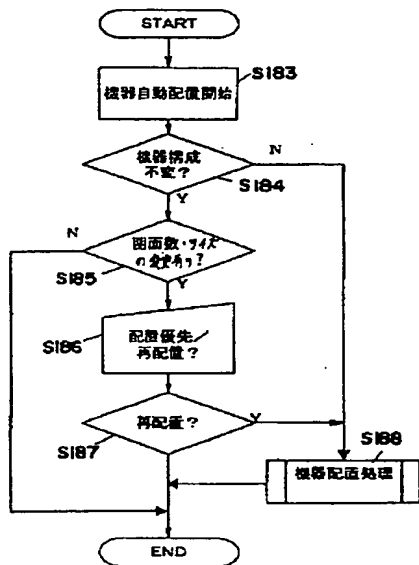 START
S183
機器自動配置開始
機器構成
不変?
N
S184
Y
N
図面数・サイズ
の変更有り?
S185
Y
S186
配置優先/
再配置?
再配置?
Y
S187
S188
機器配置処理
END